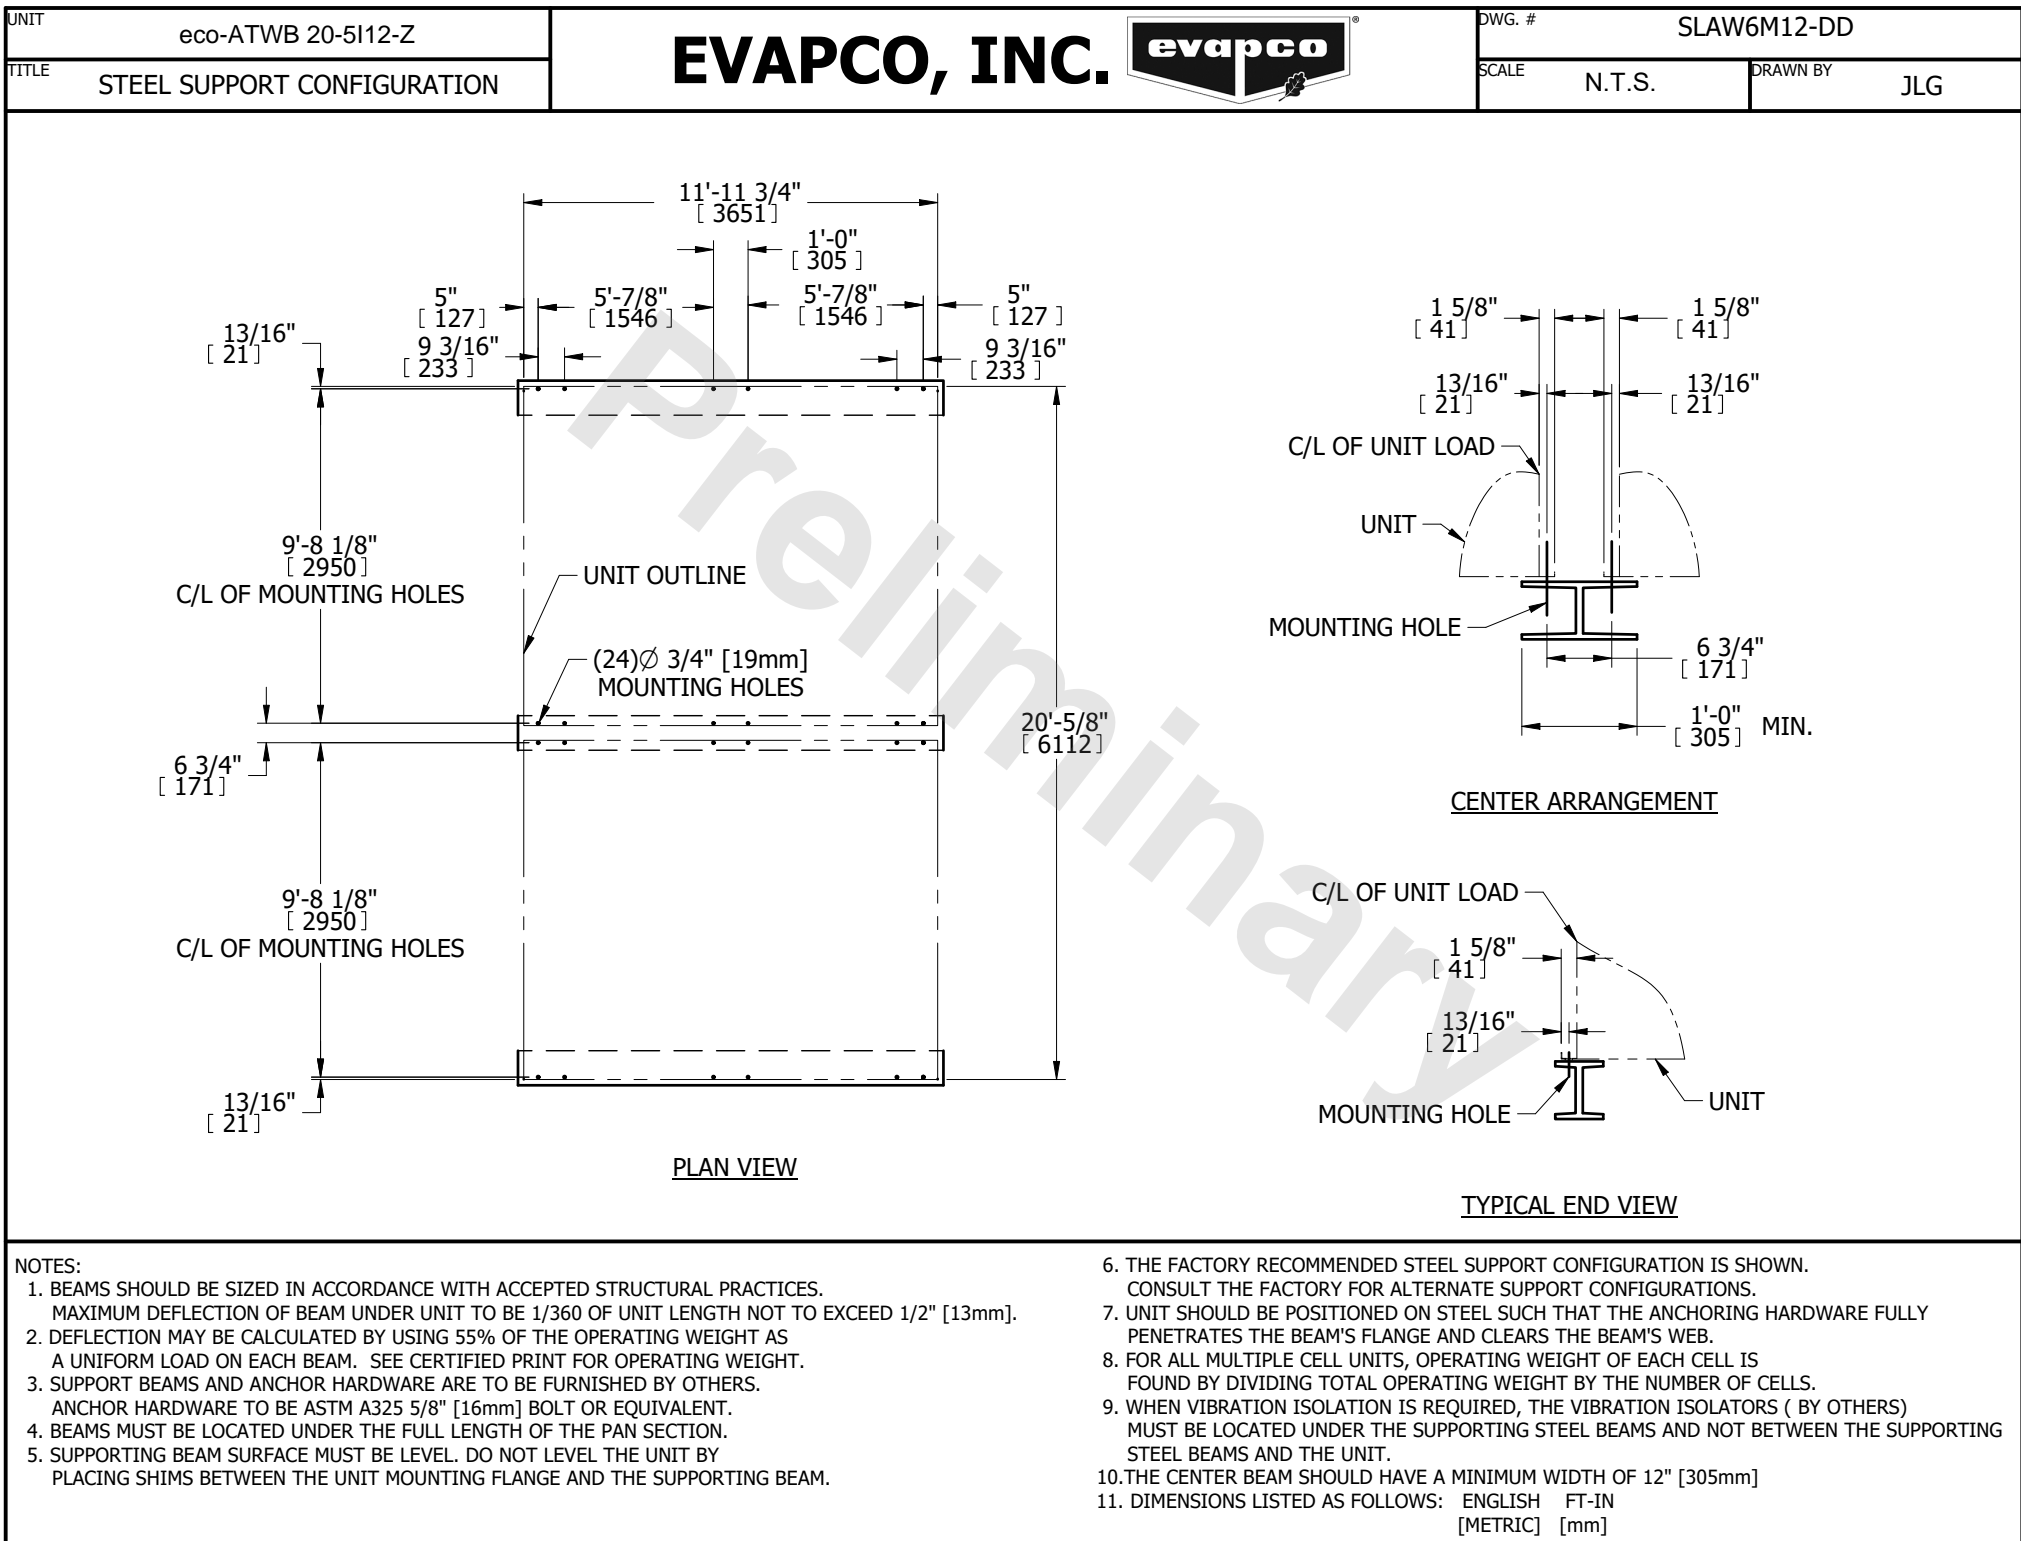 UNIT
eco-ATWB 20-5I12-Z
TITLE
STEEL SUPPORT CONFIGURATION
EVAPCO, INC.
evapco
®
DWG. #
SLAW6M12-DD
SCALE
N.T.S.
DRAWN BY
JLG
11'-11 3/4"
[ 3651 ]
1'-0"
[ 305 ]
5"
[ 127 ]
5'-7/8"
[ 1546 ]
5'-7/8"
[ 1546 ]
5"
[ 127 ]
13/16"
[ 21 ]
9 3/16"
[ 233 ]
9 3/16"
[ 233 ]
9'-8 1/8"
[ 2950 ]
C/L OF MOUNTING HOLES
UNIT OUTLINE
(24)∅ 3/4" [19mm]
MOUNTING HOLES
6 3/4"
[ 171 ]
20'-5/8"
[ 6112 ]
9'-8 1/8"
[ 2950 ]
C/L OF MOUNTING HOLES
13/16"
[ 21 ]
PLAN VIEW
1 5/8"
[ 41 ]
1 5/8"
[ 41 ]
13/16"
[ 21 ]
13/16"
[ 21 ]
C/L OF UNIT LOAD
UNIT
MOUNTING HOLE
6 3/4"
[ 171 ]
1'-0"
[ 305 ] MIN.
CENTER ARRANGEMENT
C/L OF UNIT LOAD
1 5/8"
[ 41 ]
13/16"
[ 21 ]
MOUNTING HOLE
UNIT
TYPICAL END VIEW
Preliminary
NOTES:
1. BEAMS SHOULD BE SIZED IN ACCORDANCE WITH ACCEPTED STRUCTURAL PRACTICES.
MAXIMUM DEFLECTION OF BEAM UNDER UNIT TO BE 1/360 OF UNIT LENGTH NOT TO EXCEED 1/2" [13mm].
2. DEFLECTION MAY BE CALCULATED BY USING 55% OF THE OPERATING WEIGHT AS
A UNIFORM LOAD ON EACH BEAM. SEE CERTIFIED PRINT FOR OPERATING WEIGHT.
3. SUPPORT BEAMS AND ANCHOR HARDWARE ARE TO BE FURNISHED BY OTHERS.
ANCHOR HARDWARE TO BE ASTM A325 5/8" [16mm] BOLT OR EQUIVALENT.
4. BEAMS MUST BE LOCATED UNDER THE FULL LENGTH OF THE PAN SECTION.
5. SUPPORTING BEAM SURFACE MUST BE LEVEL. DO NOT LEVEL THE UNIT BY
PLACING SHIMS BETWEEN THE UNIT MOUNTING FLANGE AND THE SUPPORTING BEAM.
6. THE FACTORY RECOMMENDED STEEL SUPPORT CONFIGURATION IS SHOWN.
CONSULT THE FACTORY FOR ALTERNATE SUPPORT CONFIGURATIONS.
7. UNIT SHOULD BE POSITIONED ON STEEL SUCH THAT THE ANCHORING HARDWARE FULLY
PENETRATES THE BEAM'S FLANGE AND CLEARS THE BEAM'S WEB.
8. FOR ALL MULTIPLE CELL UNITS, OPERATING WEIGHT OF EACH CELL IS
FOUND BY DIVIDING TOTAL OPERATING WEIGHT BY THE NUMBER OF CELLS.
9. WHEN VIBRATION ISOLATION IS REQUIRED, THE VIBRATION ISOLATORS ( BY OTHERS)
MUST BE LOCATED UNDER THE SUPPORTING STEEL BEAMS AND NOT BETWEEN THE SUPPORTING
STEEL BEAMS AND THE UNIT.
10.THE CENTER BEAM SHOULD HAVE A MINIMUM WIDTH OF 12" [305mm]
11. DIMENSIONS LISTED AS FOLLOWS: ENGLISH FT-IN
[METRIC] [mm]